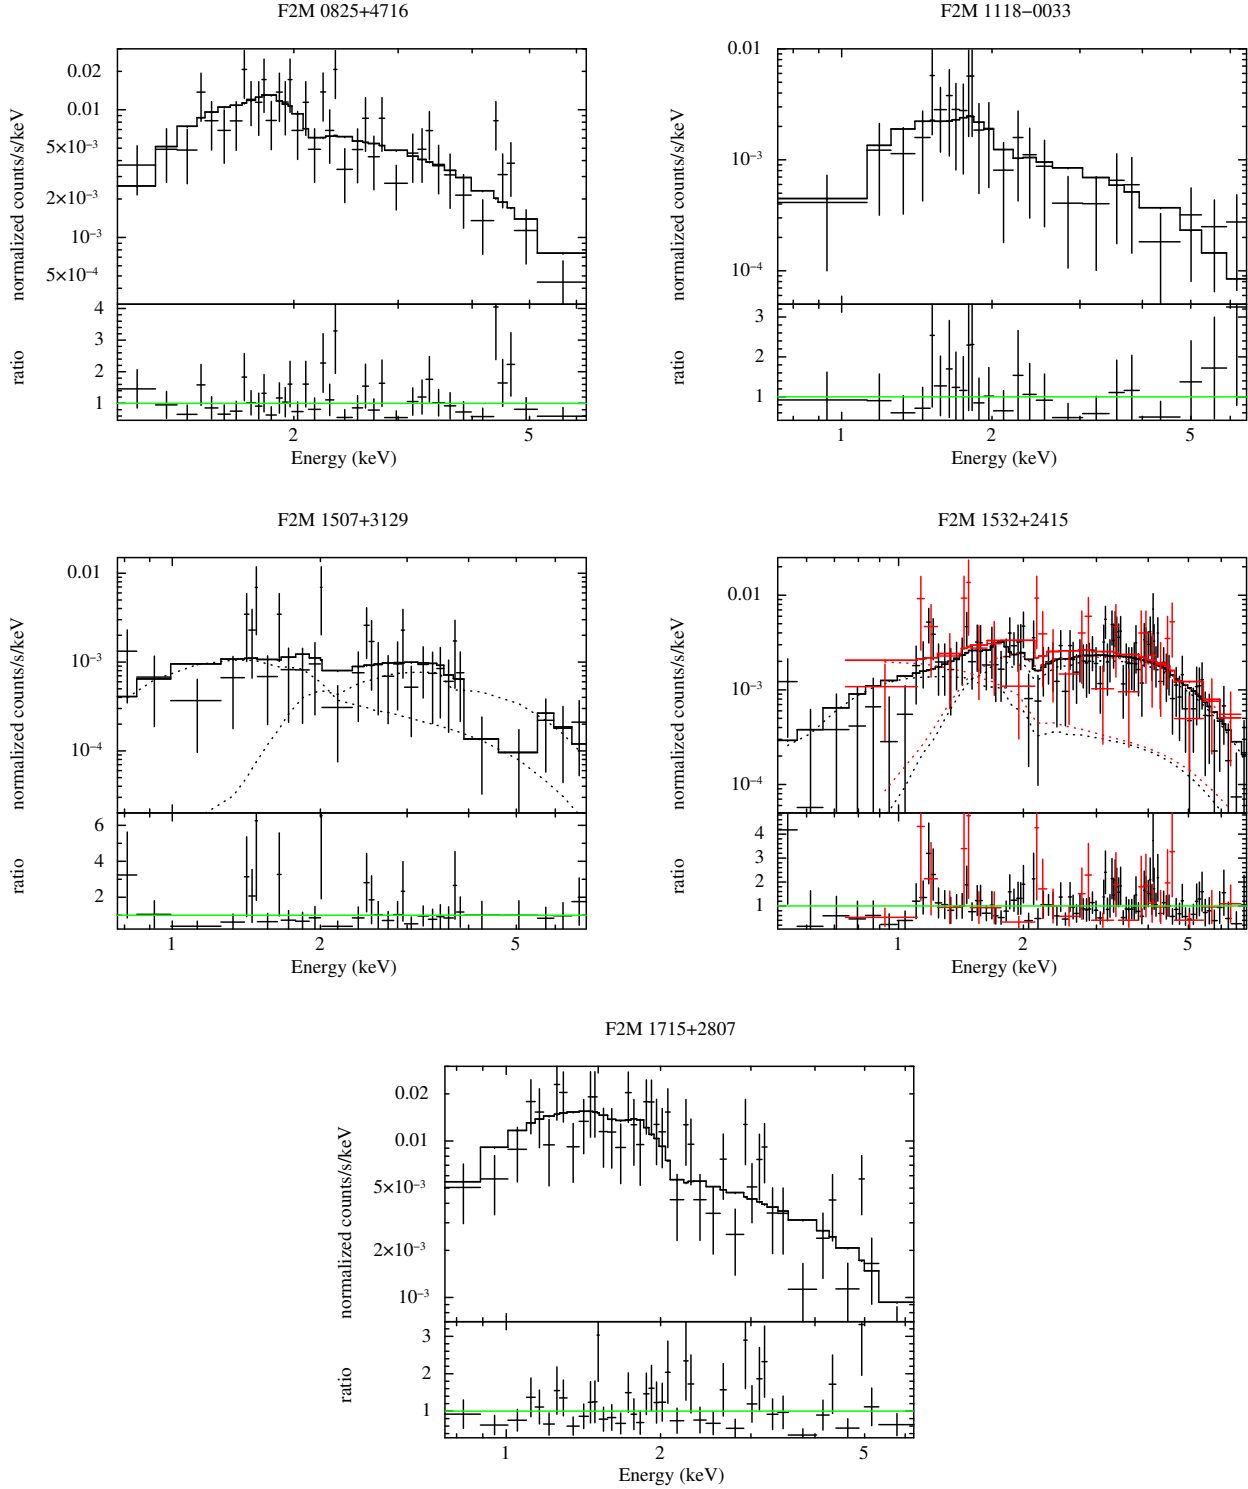 F2M 0825+4716
normalized counts/s/keV
0.02
0.01
5×10⁻³
2×10⁻³
10⁻³
5×10⁻⁴
ratio
4
3
2
1
2
5
Energy (keV)
F2M 1118−0033
normalized counts/s/keV
0.01
10⁻³
10⁻⁴
ratio
3
2
1
1
2
5
Energy (keV)
F2M 1507+3129
normalized counts/s/keV
0.01
10⁻³
10⁻⁴
ratio
6
4
2
1
2
5
Energy (keV)
F2M 1532+2415
normalized counts/s/keV
0.01
10⁻³
10⁻⁴
ratio
4
3
2
1
1
2
5
Energy (keV)
F2M 1715+2807
normalized counts/s/keV
0.02
0.01
5×10⁻³
2×10⁻³
10⁻³
ratio
3
2
1
1
2
5
Energy (keV)